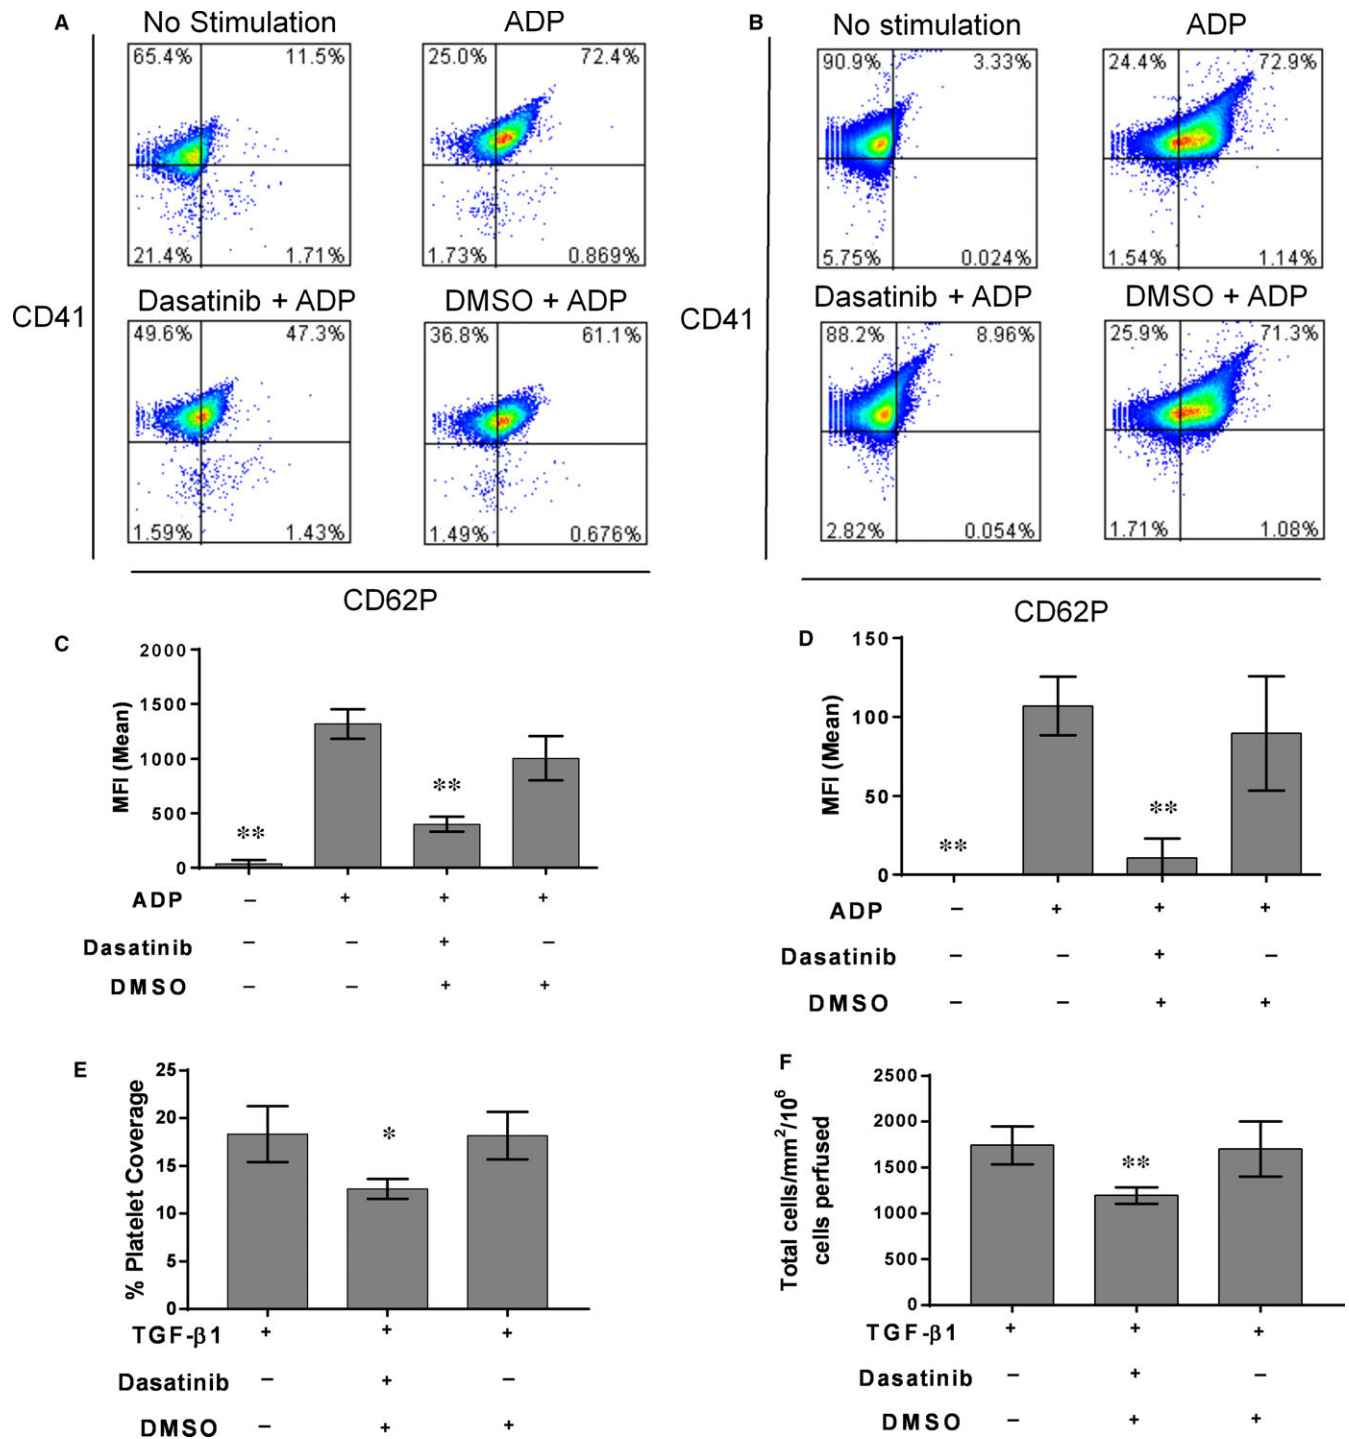 A
No Stimulation
ADP
65.4%
11.5%
25.0%
72.4%
21.4%
1.71%
1.73%
0.869%
Dasatinib + ADP
DMSO + ADP
CD41
49.6%
47.3%
36.8%
61.1%
1.59%
1.43%
1.49%
0.676%
CD62P
B
No stimulation
ADP
90.9%
3.33%
24.4%
72.9%
5.75%
0.024%
1.54%
1.14%
Dasatinib + ADP
DMSO + ADP
CD41
88.2%
8.96%
25.9%
71.3%
2.82%
0.054%
1.71%
1.08%
CD62P
C
MFI (Mean)
2000
1500
1000
500
0
**
**
ADP – + + +
Dasatinib – – + –
DMSO – – + +
D
MFI (Mean)
150
100
50
0
**
**
ADP – + + +
Dasatinib – – + –
DMSO – – + +
E
% Platelet Coverage
25
20
15
10
5
0
*
TGF-β1 + + +
Dasatinib – + –
DMSO – + +
F
Total cells/mm²/10⁶
cells perfused
2500
2000
1500
1000
500
0
**
TGF-β1 + + +
Dasatinib – + –
DMSO – + +